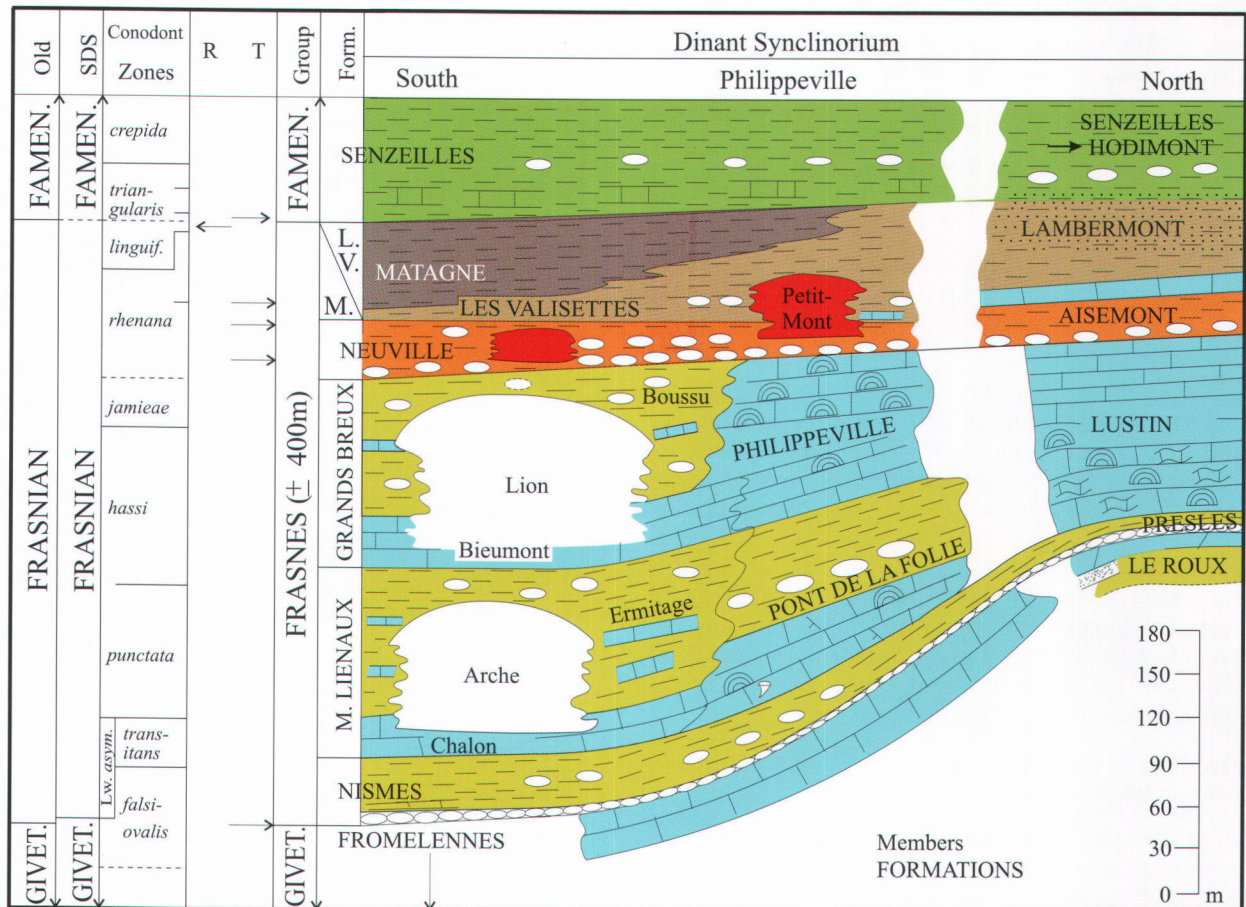 Old
SDS
Conodont
Zones
R T
Group
Form.
Dinant Synclinorium
South Philippeville North
FAMEN.
FAMEN.
crepida
trian-
gularis
linguif.
rhenana
jamieae
hassi
punctata
trans-
itans
falsi-
ovalis
Lw. asym.
FRASNIAN
FRASNIAN
GIVET.
GIVET.
FAMEN.
FRASNES (± 400m)
GIVET.
L.
V.
M.
GRANDS BREUX
M. LIENAUX
SENZEILLES
SENZEILLES
HODIMONT
MATAGNE
LAMBERMONT
LES VALISETTES
Petit-
Mont
AISEMONT
NEUVILLE
Boussu
PHILIPPEVILLE
LUSTIN
Lion
Bieumont
PRESLES
LE ROUX
Ermitage
PONT DE LA FOLLE
Arche
Chalon
NISMES
FROMELENNES
Members
FORMATIONS
180
150
120
90
60
30
0 m